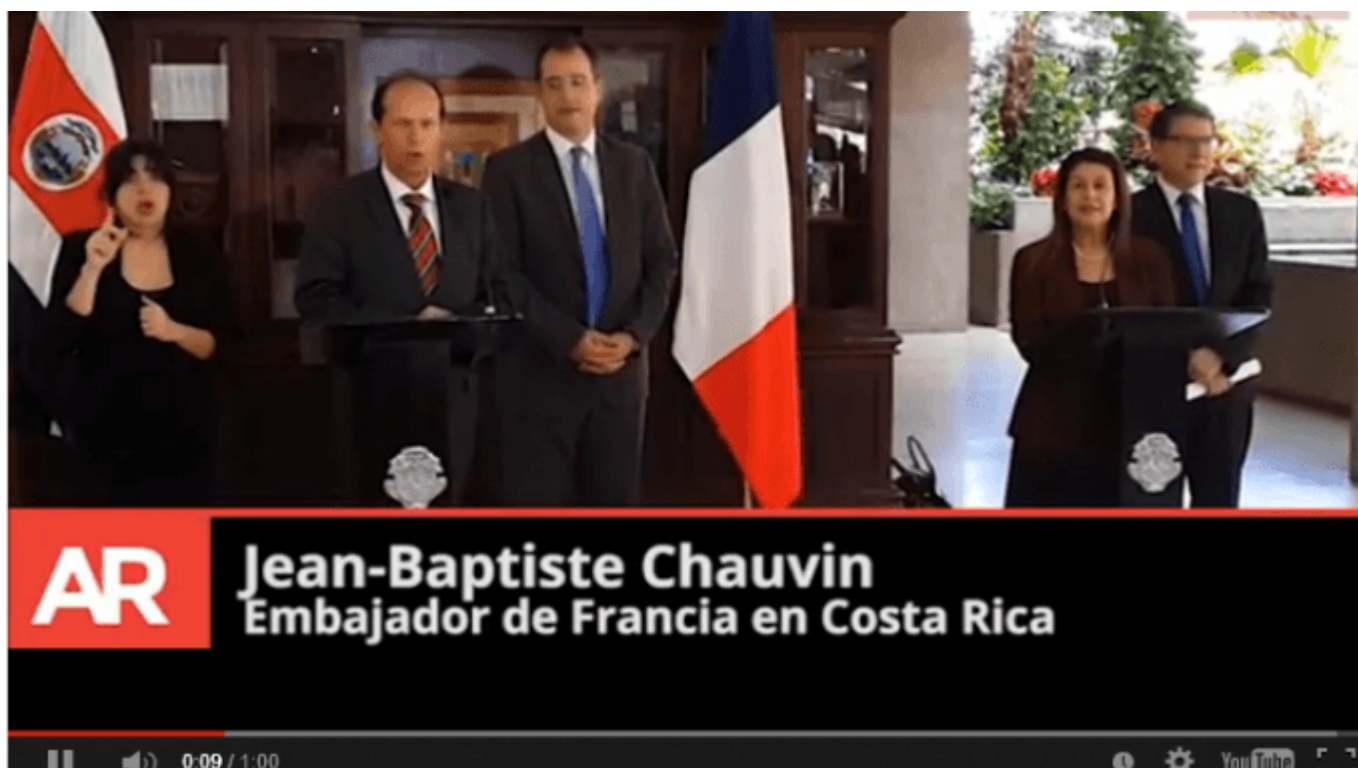 AR
Jean-Baptiste Chauvin
Embajador de Francia en Costa Rica
0:09 / 1:00
YouTube